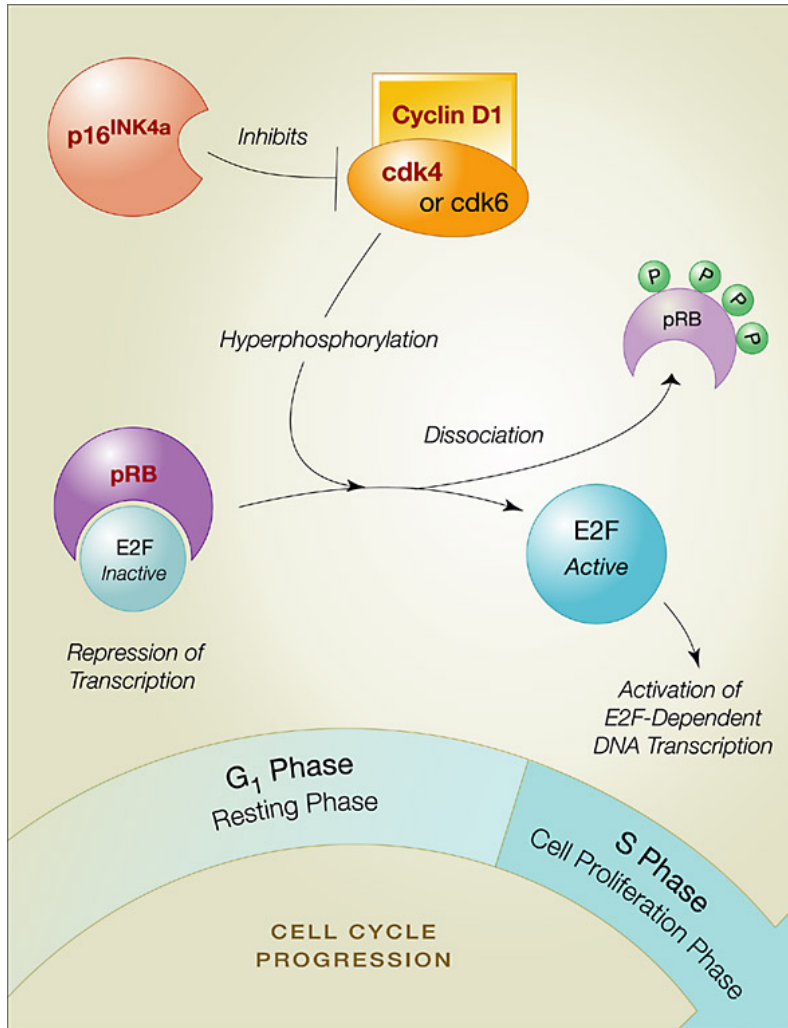 p16INK4a
Inhibits
Cyclin D1
cdk4
or cdk6
P
P
P
P
pRB
Hyperphosphorylation
Dissociation
pRB
E2F
Inactive
E2F
Active
Repression of
Transcription
Activation of
E2F-Dependent
DNA Transcription
G1 Phase
Resting Phase
S Phase
Cell Proliferation Phase
CELL CYCLE
PROGRESSION